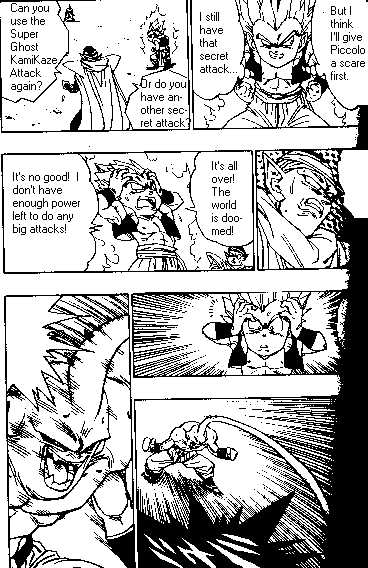 Can you
use the
Super
Ghost
KamiKaze
Attack
again?
Or do you
have an-
other sec-
ret attack?
I still
have
that
secret
attack...
But I
think
I'll give
Piccolo
a scare
first.
It's no good! I
don't have
enough power
left to do any
big attacks!
It's all
over!
The
world
is doo-
med!